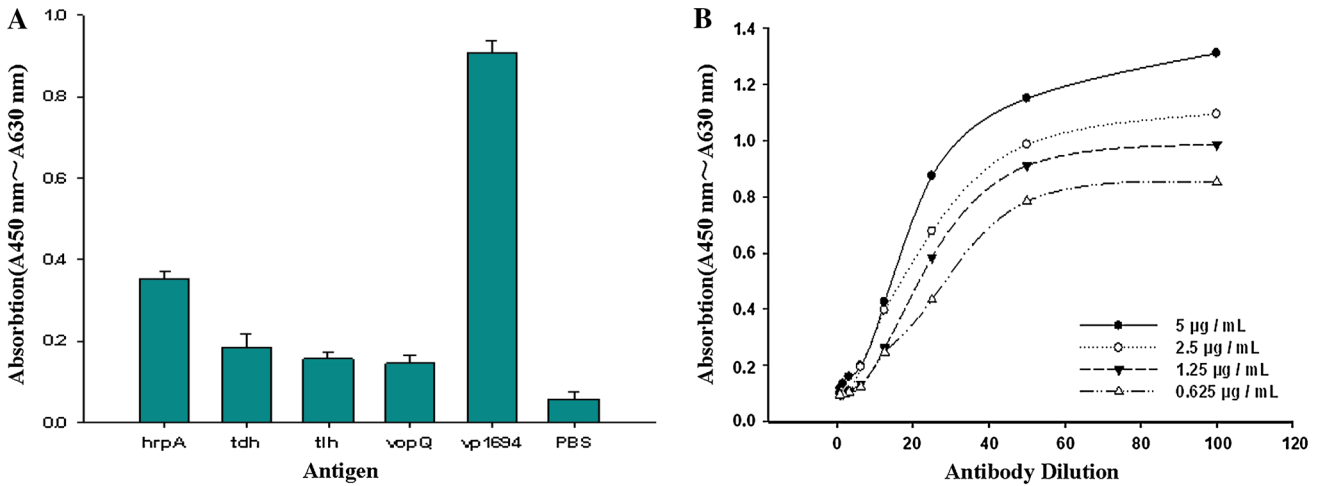 A
Absorbtion(A450 nm～A630 nm)
1.0
0.8
0.6
0.4
0.2
0.0
hrpA tdh tlh vopQ vp1694 PBS
Antigen
B
Absorbtion(A450 nm～A630 nm)
1.4
1.2
1.0
0.8
0.6
0.4
0.2
0.0
5 µg / mL
2.5 µg / mL
1.25 µg / mL
0.625 µg / mL
0 20 40 60 80 100 120
Antibody Dilution